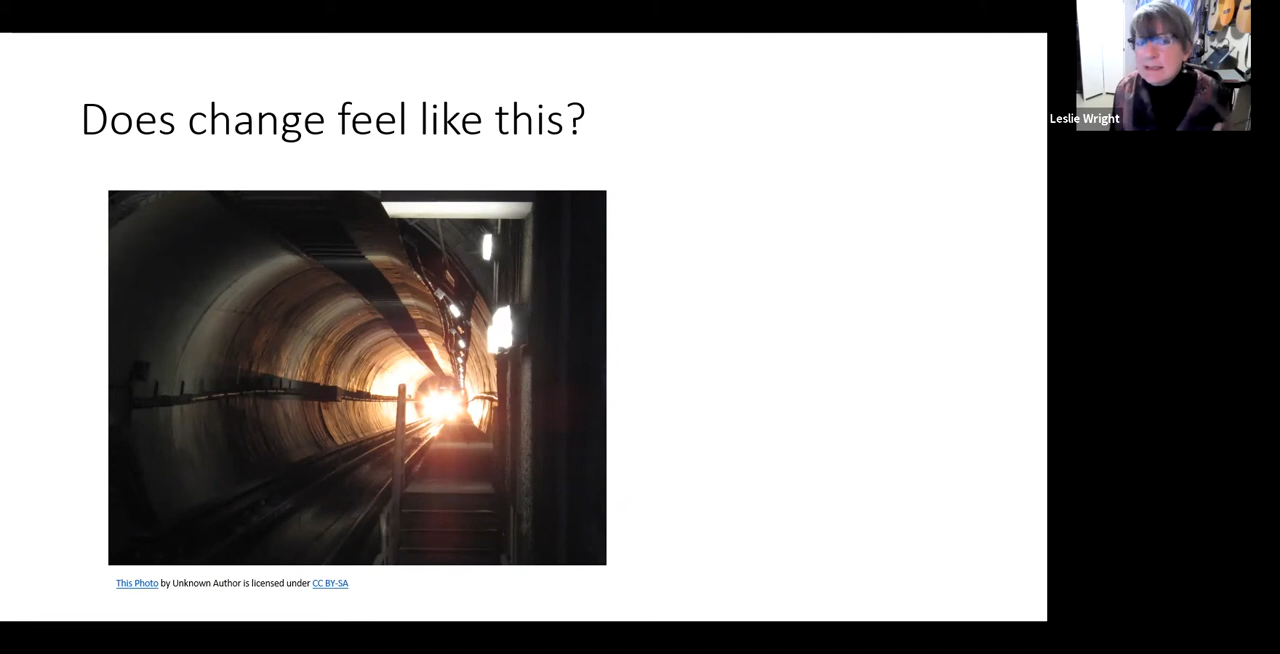 Does change feel like this?
Leslie Wright
This Photo by Unknown Author is licensed under CC BY-SA